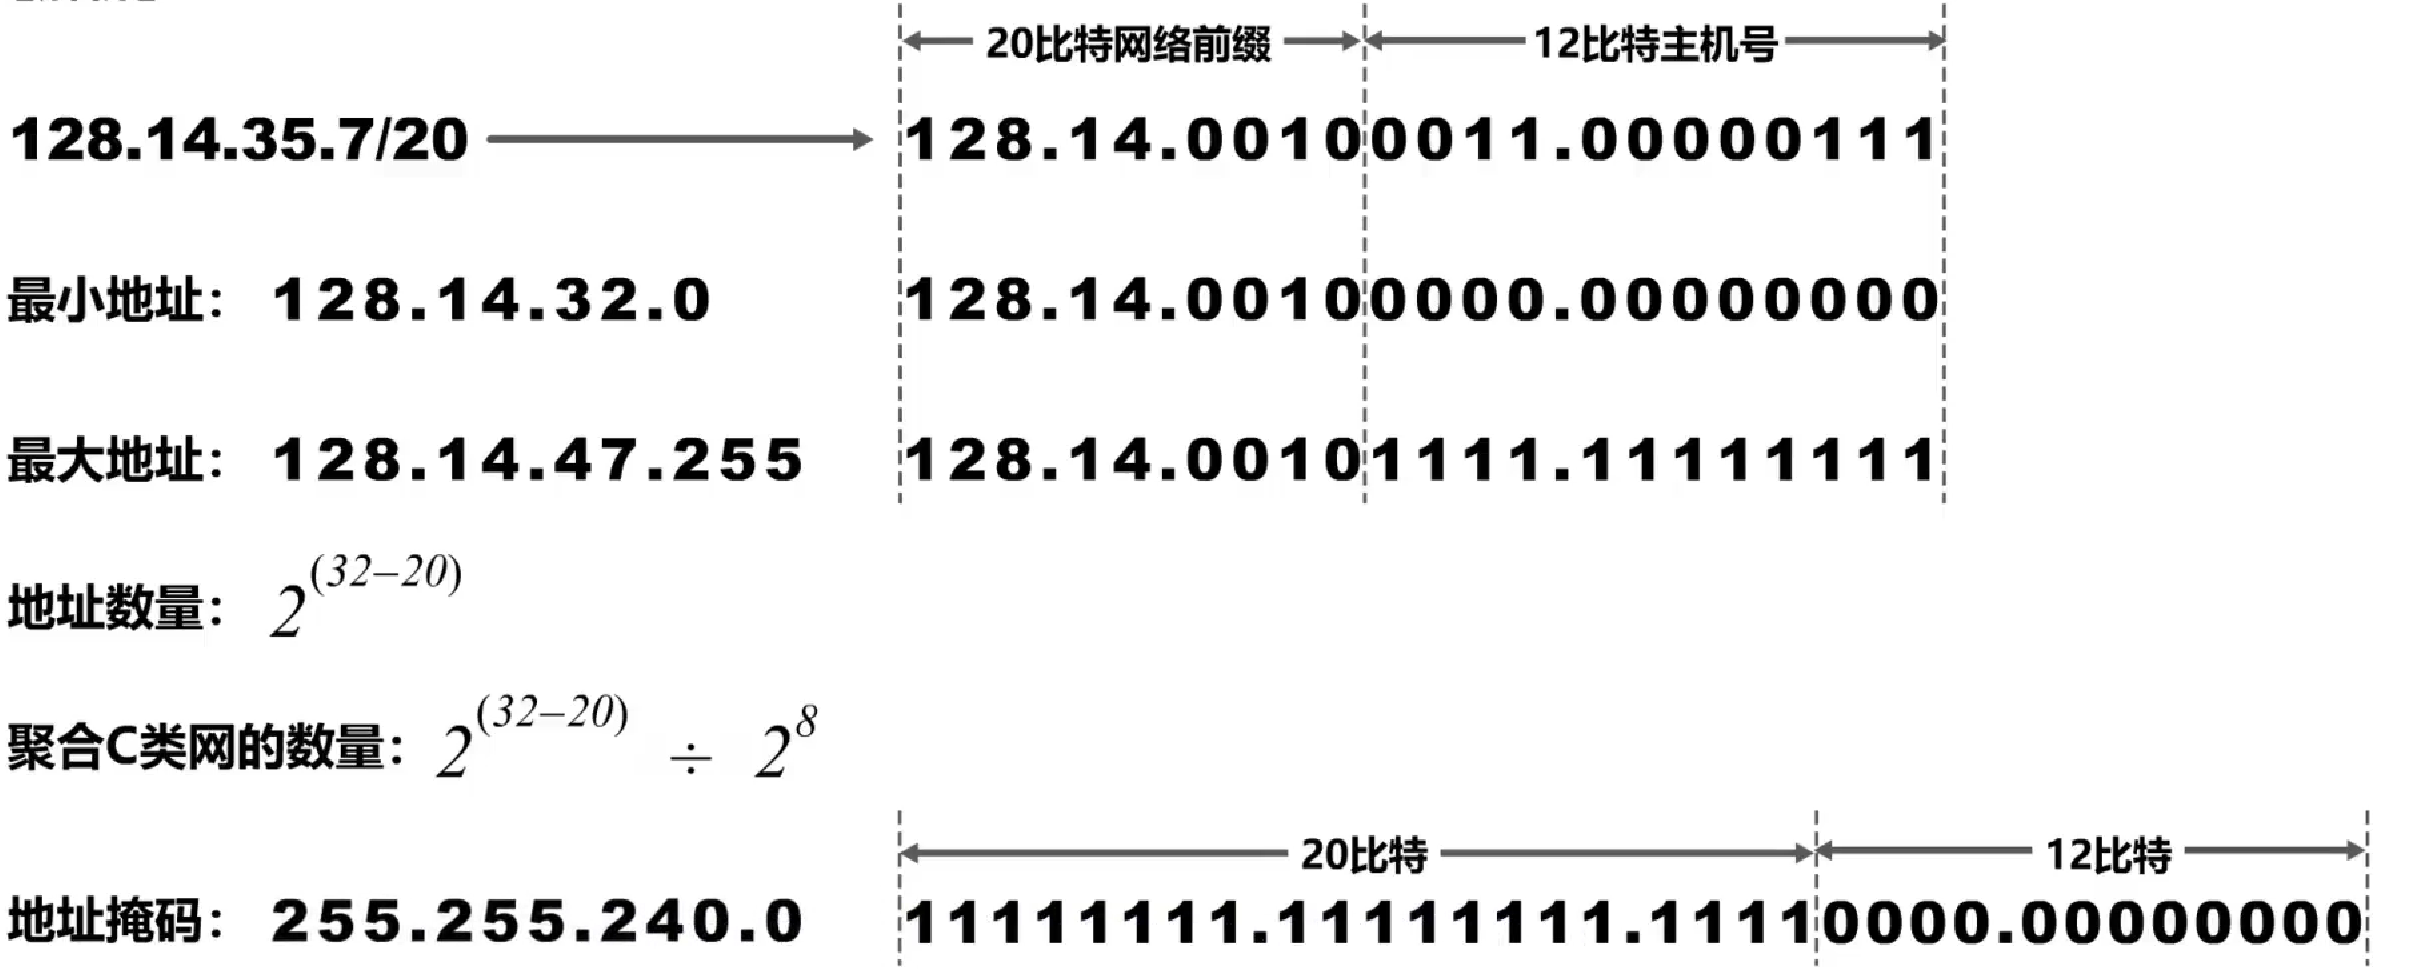 20比特网络前缀 12比特主机号
128.14.35.7/20 128.14.00100011.00000111
最小地址： 128.14.32.0 128.14.00100000.00000000
最大地址： 128.14.47.255 128.14.00101111.11111111
地址数量： 2^(32−20)
聚合C类网的数量： 2^(32−20) ÷ 2^8
20比特 12比特
地址掩码： 255.255.240.0 11111111.11111111.11110000.00000000